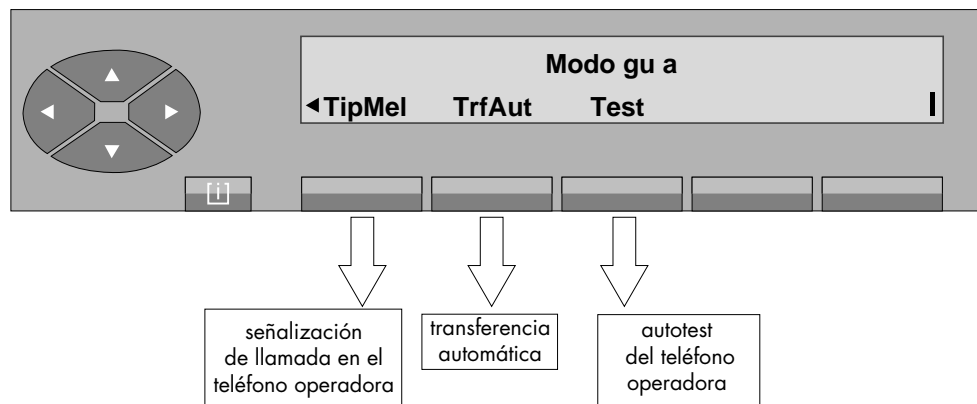 Modo gu a
TipMel TrfAut Test
[i]
señalización
de llamada en el
teléfono operadora
transferencia
automática
autotest
del teléfono
operadora